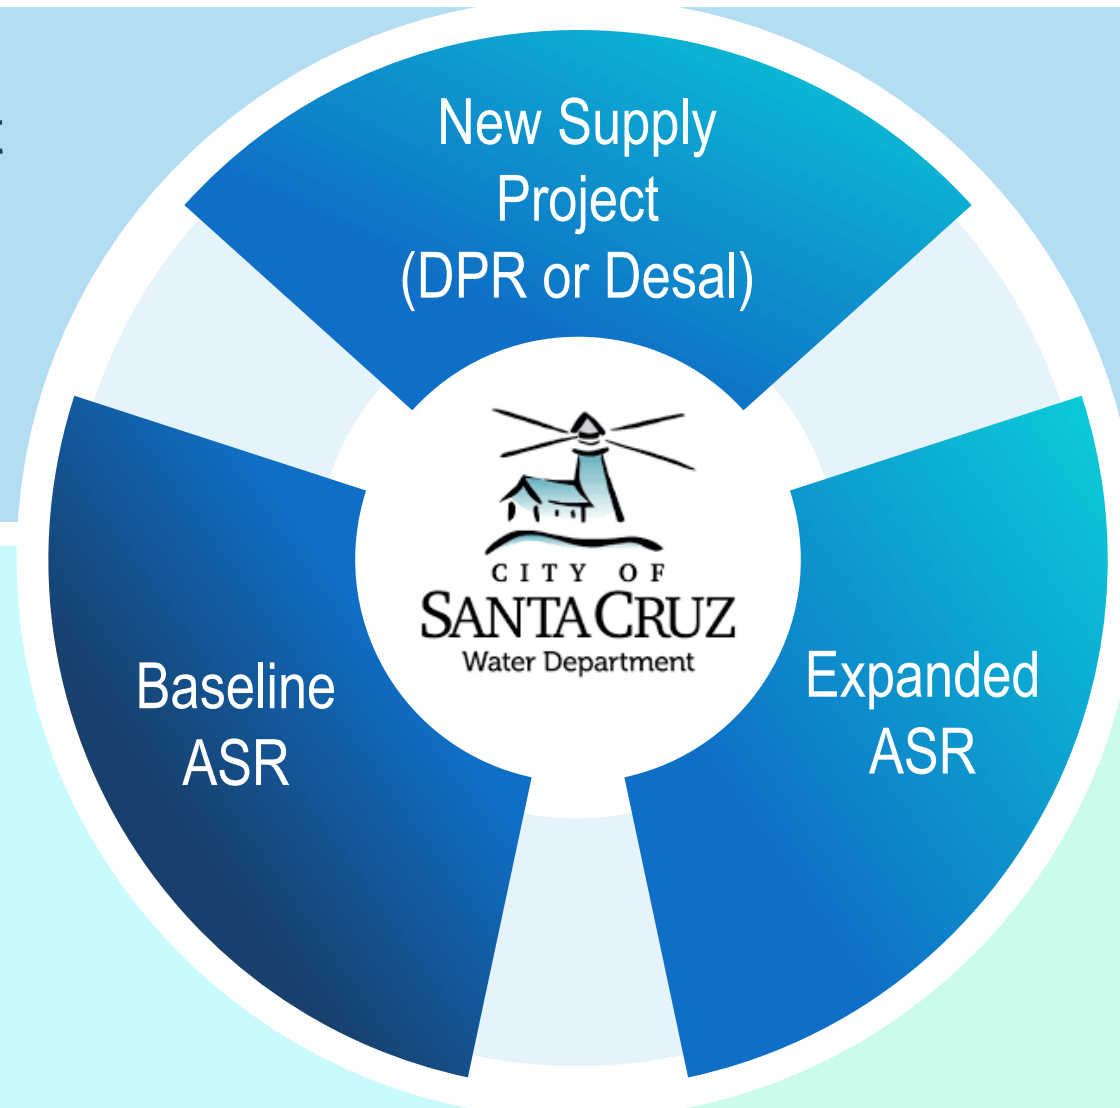 New Supply
Project
(DPR or Desal)
CITY OF
SANTA CRUZ
Water Department
Baseline
ASR
Expanded
ASR